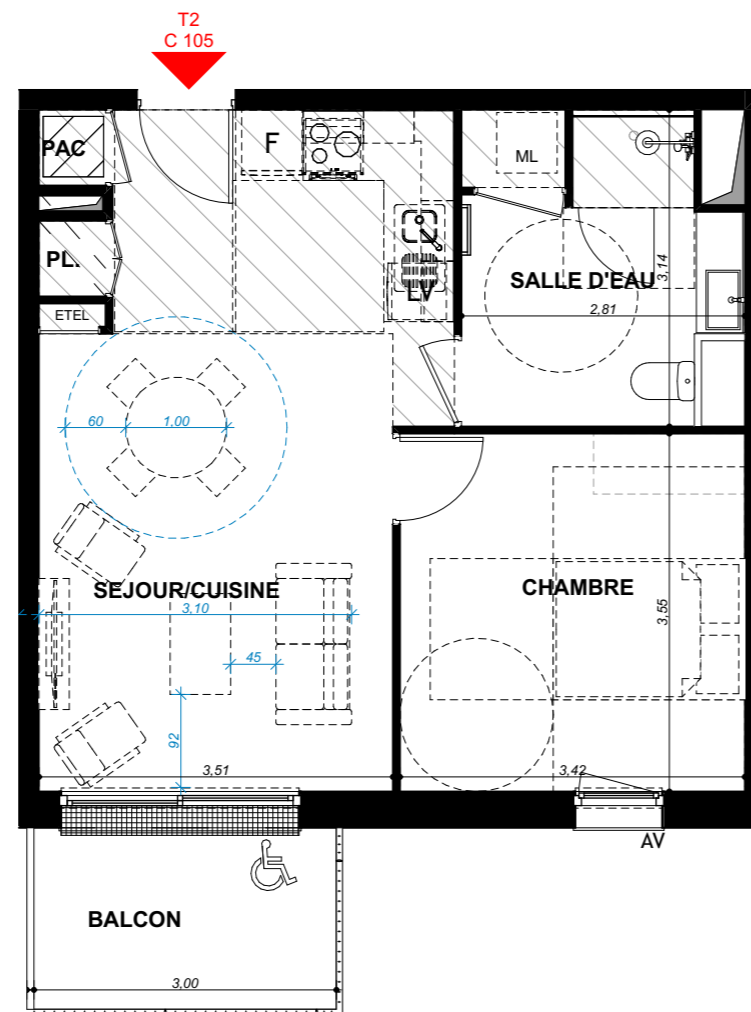 T2
C 105
PAC
F
ML
PL.
SALLE D'EAU
3,14
LV
ETEL
2,81
60
1,00
SEJOUR/CUISINE
3.10
CHAMBRE
3,55
45
92
3,51
3,42
AV
BALCON
3,00